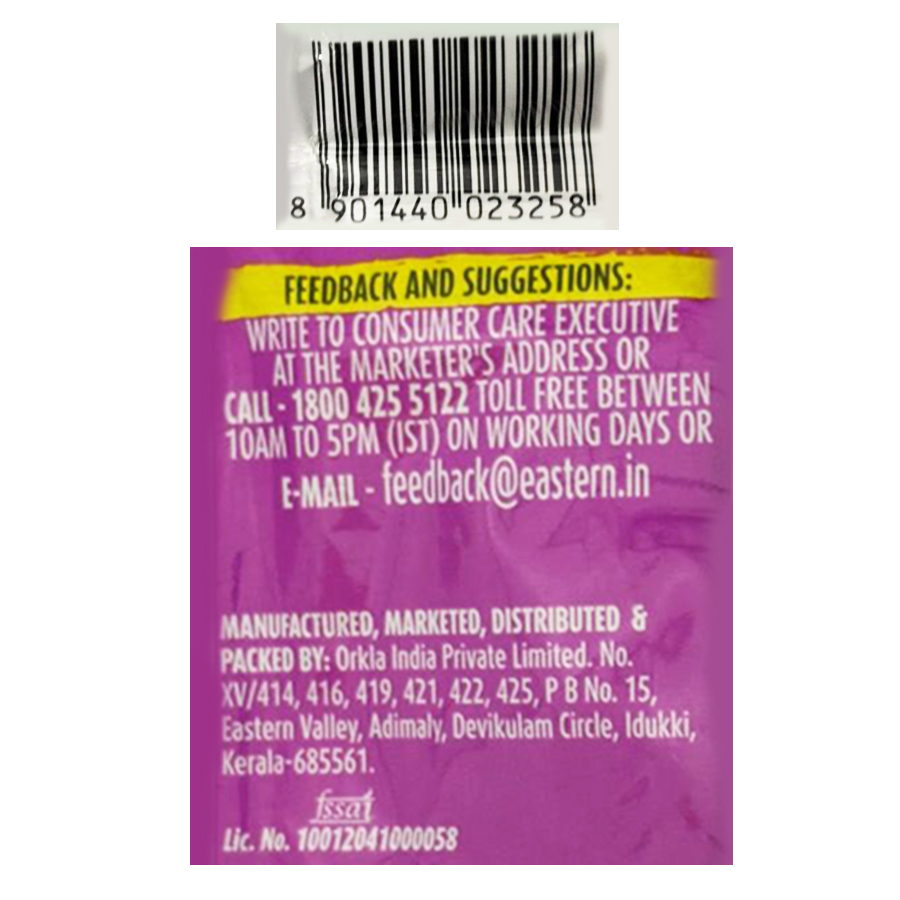 8 901440 023258
FEEDBACK AND SUGGESTIONS:
WRITE TO CONSUMER CARE EXECUTIVE
AT THE MARKETER'S ADDRESS OR
CALL - 1800 425 5122 TOLL FREE BETWEEN
10AM TO 5PM (IST) ON WORKING DAYS OR
E-MAIL - feedback@eastern.in
MANUFACTURED, MARKETED, DISTRIBUTED &
PACKED BY: Orkla India Private Limited. No.
XV/414, 416, 419, 421, 422, 425, P B No. 15,
Eastern Valley, Adimaly, Devikulam Circle, Idukki,
Kerala-685561.
fssai
Lic. No. 10012041000058